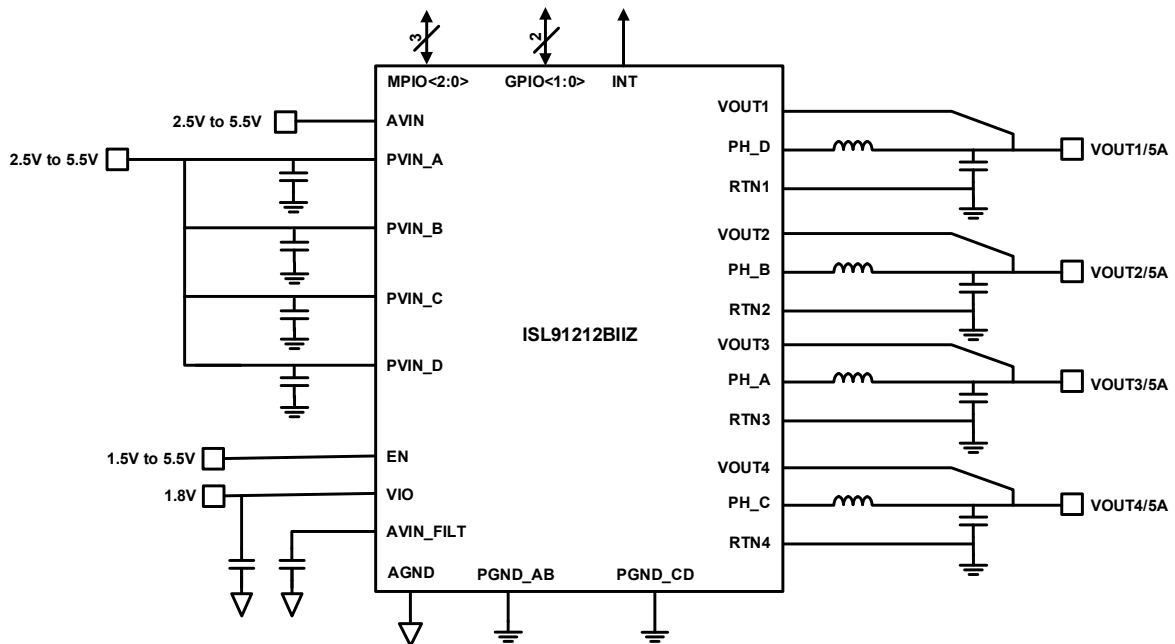 3
2
MPIO<2:0>
GPIO<1:0>
INT
2.5V to 5.5V
AVIN
2.5V to 5.5V
PVIN_A
PVIN_B
PVIN_C
PVIN_D
1.5V to 5.5V
EN
1.8V
VIO
AVIN_FILT
AGND
PGND_AB
PGND_CD
ISL91212BIIZ
VOUT1
PH_D
VOUT1/5A
RTN1
VOUT2
PH_B
VOUT2/5A
RTN2
VOUT3
PH_A
VOUT3/5A
RTN3
VOUT4
PH_C
VOUT4/5A
RTN4